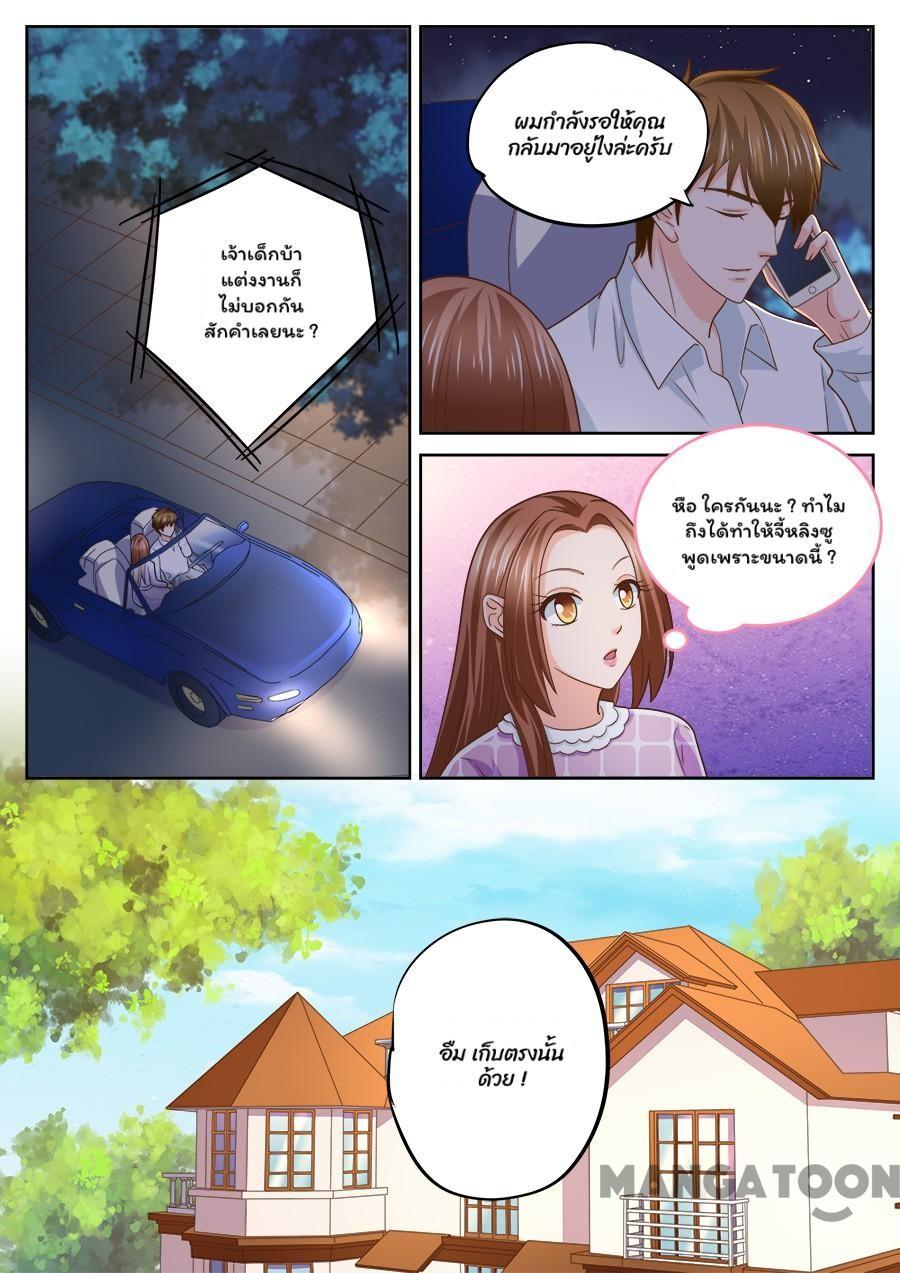 เจ้าเด็กบ้า
แต่งงานก็
ไม่บอกกัน
สักคำเลยนะ ?
ผมกำลังรอให้คุณ
กลับมาอยู่ไงล่ะครับ
หือ ใครกันนะ ? ทำไม
ถึงได้ทำให้จี้หลิงซู
พูดเพราะขนาดนี้ ?
อืม เก็บตรงนั้น
ด้วย !
MANGATOON